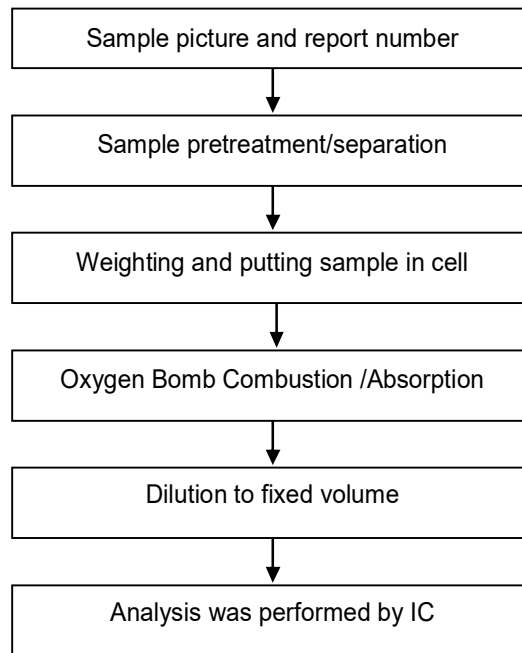 Sample picture and report number
Sample pretreatment/separation
Weighting and putting sample in cell
Oxygen Bomb Combustion /Absorption
Dilution to fixed volume
Analysis was performed by IC